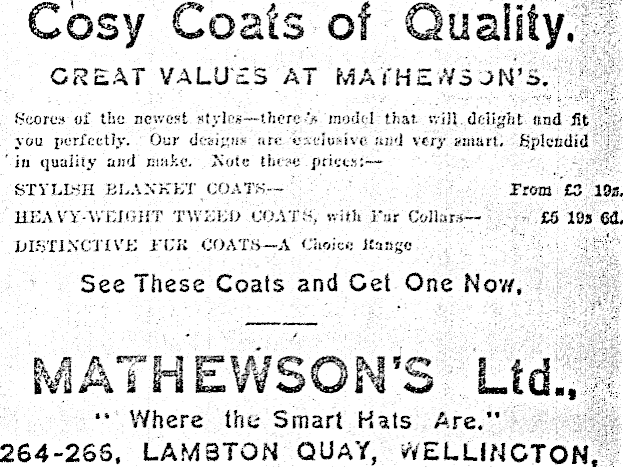 Cosy Coats of Quality.
GREAT VALUES AT MATHEWSON'S.
Scores of the newest styles—there's model that will delight and fit
you perfectly. Our designs are exclusive and very smart. Splendid
in quality and make. Note these prices:—
STYLISH BLANKET COATS— From £3 19s.
HEAVY-WEIGHT TWEED COATS, with Fur Collars— £5 19s 6d.
DISTINCTIVE FUR COATS—A Choice Range
See These Coats and Get One Now.
MATHEWSON'S Ltd.,
"Where the Smart Hats Are."
264-266, LAMBTON QUAY, WELLINGTON.